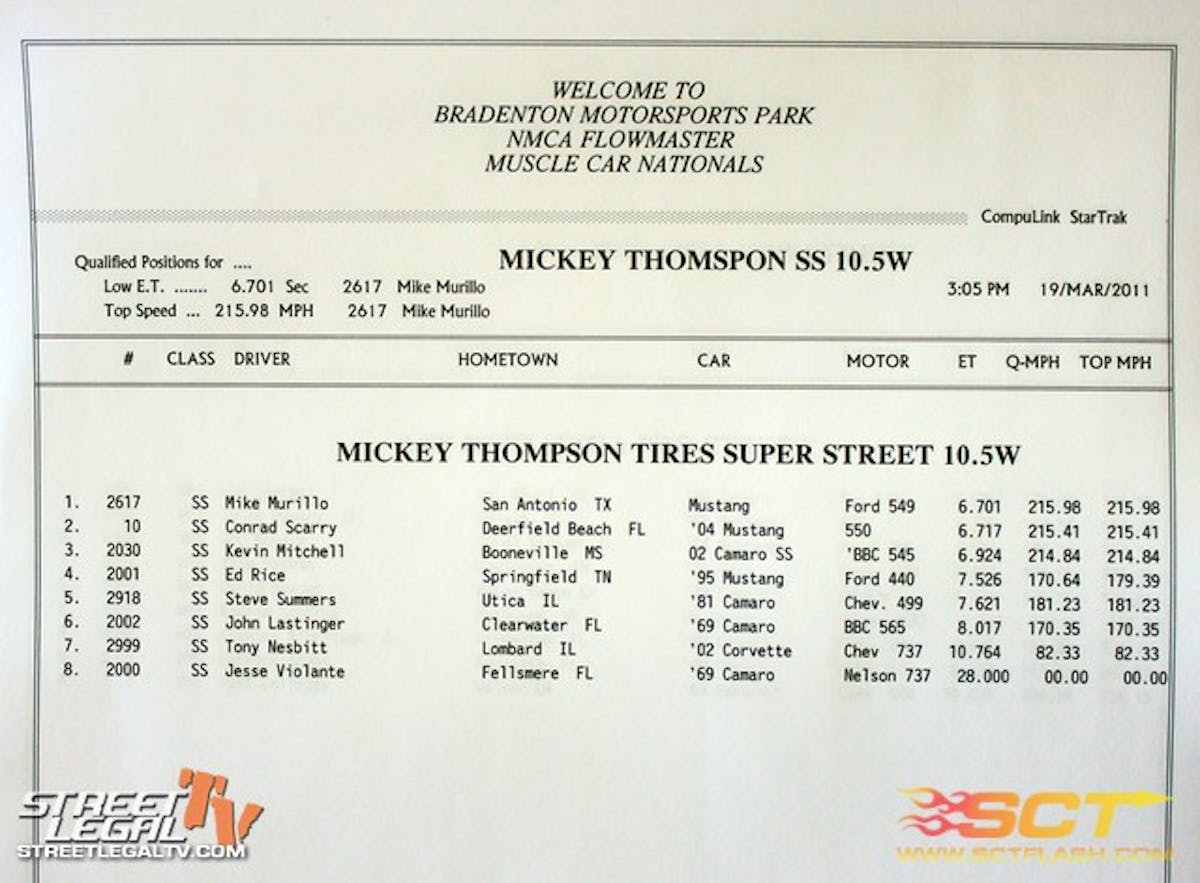 WELCOME TO
BRADENTON MOTORSPORTS PARK
NMCA FLOWMASTER
MUSCLE CAR NATIONALS
CompuLink StarTrak
Qualified Positions for .... MICKEY THOMSPON SS 10.5W
Low E.T. ....... 6.701 Sec 2617 Mike Murillo 3:05 PM 19/MAR/2011
Top Speed ... 215.98 MPH 2617 Mike Murillo
# CLASS DRIVER HOMETOWN CAR MOTOR ET Q-MPH TOP MPH
MICKEY THOMPSON TIRES SUPER STREET 10.5W
1. 2617 SS Mike Murillo San Antonio TX Mustang Ford 549 6.701 215.98 215.98
2. 10 SS Conrad Scarry Deerfield Beach FL '04 Mustang 550 6.717 215.41 215.41
3. 2030 SS Kevin Mitchell Booneville MS 02 Camaro SS 'BBC 545 6.924 214.84 214.84
4. 2001 SS Ed Rice Springfield TN '95 Mustang Ford 440 7.526 170.64 179.39
5. 2918 SS Steve Summers Utica IL '81 Camaro Chev. 499 7.621 181.23 181.23
6. 2002 SS John Lastinger Clearwater FL '69 Camaro BBC 565 8.017 170.35 170.35
7. 2999 SS Tony Nesbitt Lombard IL '02 Corvette Chev 737 10.764 82.33 82.33
8. 2000 SS Jesse Violante Fellsmere FL '69 Camaro Nelson 737 28.000 00.00 00.00
STREET LEGAL TV
STREETLEGALTV.COM
SCT
WWW.SCTFLASH.COM